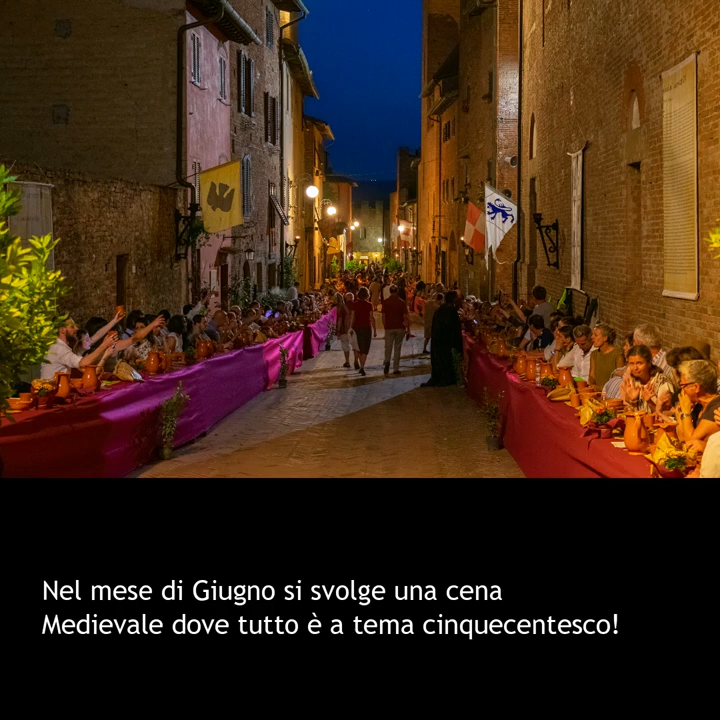 Nel mese di Giugno si svolge una cena
Medievale dove tutto è a tema cinquecentesco!